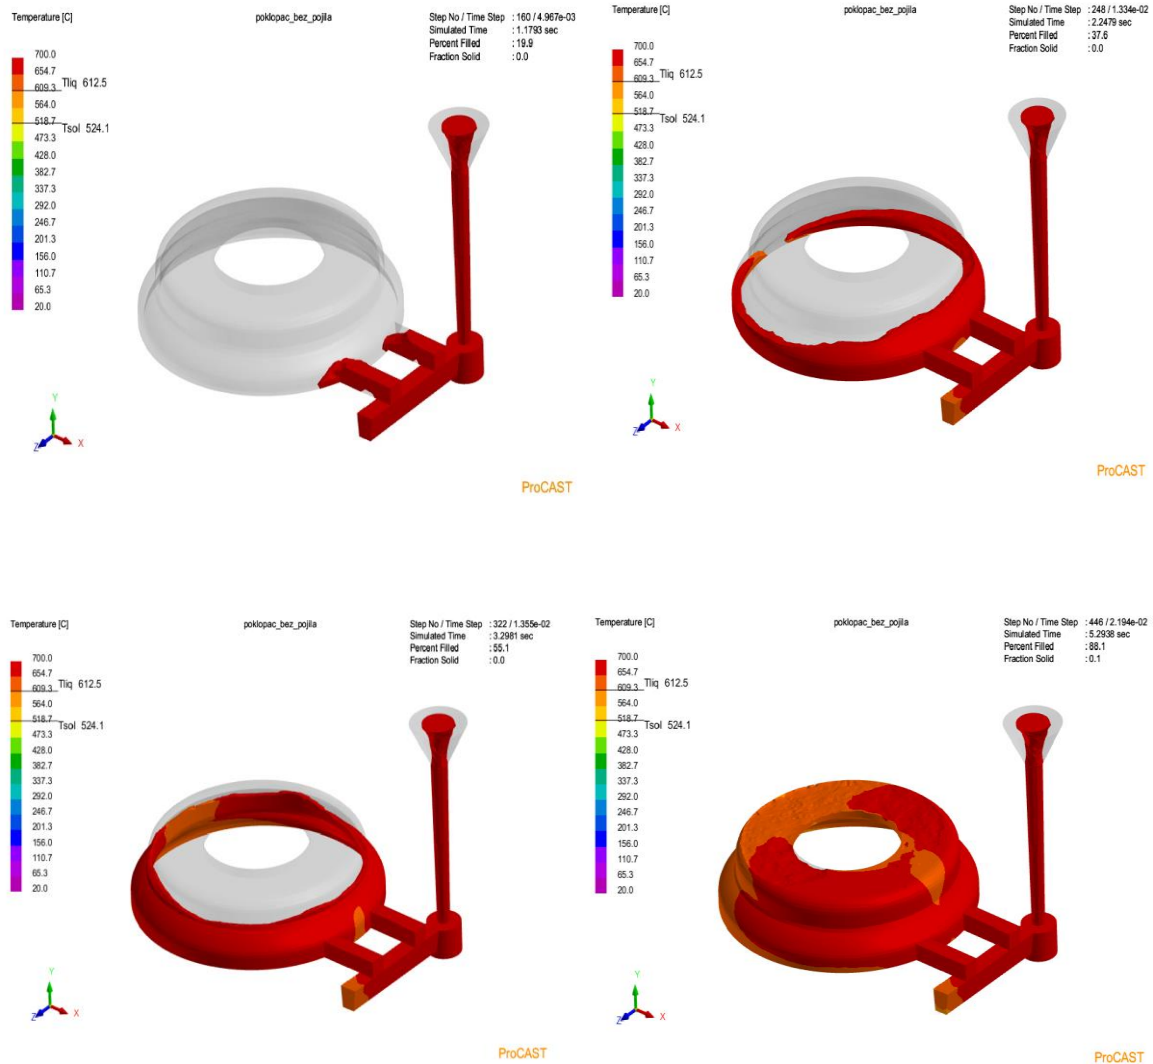 Temperature [C]
poklopac_bez_pojila
Step No / Time Step : 160 / 4.967e-03
Simulated Time : 1.1793 sec
Percent Filled : 19.9
Fraction Solid : 0.0
700.0
654.7
609.3
Tliq 612.5
564.0
518.7
Tsol 524.1
473.3
428.0
382.7
337.3
292.0
246.7
201.3
156.0
110.7
65.3
20.0
Y
Z
X
ProCAST
Temperature [C]
poklopac_bez_pojila
Step No / Time Step : 248 / 1.334e-02
Simulated Time : 2.2479 sec
Percent Filled : 37.6
Fraction Solid : 0.0
700.0
654.7
609.3
Tliq 612.5
564.0
518.7
Tsol 524.1
473.3
428.0
382.7
337.3
292.0
246.7
201.3
156.0
110.7
65.3
20.0
Y
Z
X
ProCAST
Temperature [C]
poklopac_bez_pojila
Step No / Time Step : 322 / 1.355e-02
Simulated Time : 3.2981 sec
Percent Filled : 55.1
Fraction Solid : 0.0
700.0
654.7
609.3
Tliq 612.5
564.0
518.7
Tsol 524.1
473.3
428.0
382.7
337.3
292.0
246.7
201.3
156.0
110.7
65.3
20.0
Y
Z
X
ProCAST
Temperature [C]
poklopac_bez_pojila
Step No / Time Step : 446 / 2.194e-02
Simulated Time : 5.2938 sec
Percent Filled : 88.1
Fraction Solid : 0.1
700.0
654.7
609.3
Tliq 612.5
564.0
518.7
Tsol 524.1
473.3
428.0
382.7
337.3
292.0
246.7
201.3
156.0
110.7
65.3
20.0
Y
Z
X
ProCAST